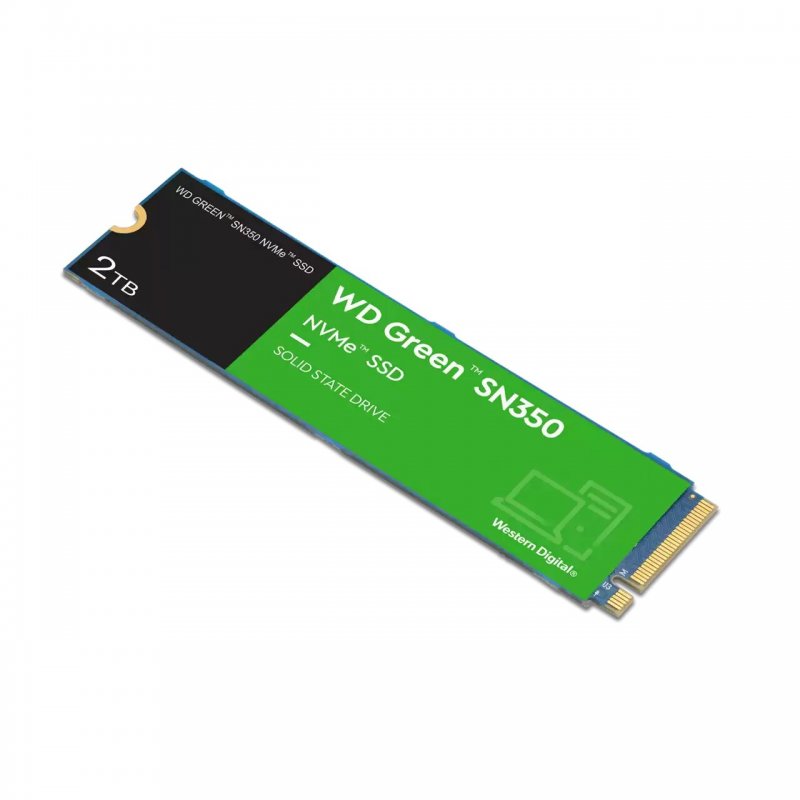 WD GREEN™ SN350 NVMe™ SSD
2TB
WD Green™ SN350
NVMe™ SSD
SOLID STATE DRIVE
Western Digital®
M